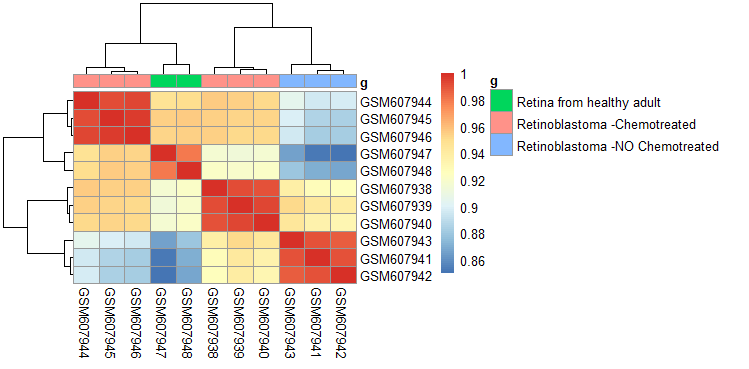 g
GSM607944
GSM607945
GSM607946
GSM607947
GSM607948
GSM607938
GSM607939
GSM607940
GSM607943
GSM607941
GSM607942
GSM607944
GSM607945
GSM607946
GSM607947
GSM607948
GSM607938
GSM607939
GSM607940
GSM607943
GSM607941
GSM607942
1
0.98
0.96
0.94
0.92
0.9
0.88
0.86
g
Retina from healthy adult
Retinoblastoma -Chemotreated
Retinoblastoma -NO Chemotreated